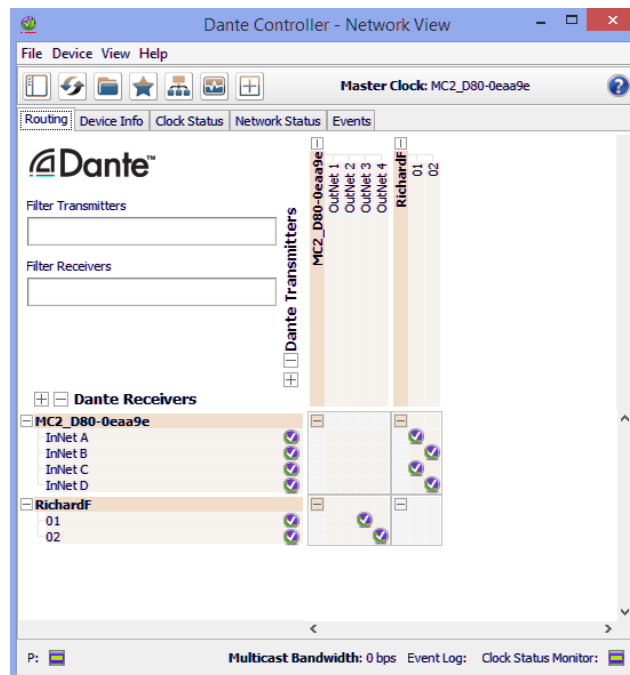 Dante Controller - Network View
File Device View Help
Master Clock: MC2_D80-0eaa9e
?
Routing Device Info Clock Status Network Status Events
Dante™
Filter Transmitters
Filter Receivers
Dante Transmitters
MC2_D80-0eaa9e
OutNet 1
OutNet 2
OutNet 3
OutNet 4
RichardF
01
02
Dante Receivers
MC2_D80-0eaa9e
InNet A
InNet B
InNet C
InNet D
RichardF
01
02
P:
Multicast Bandwidth: 0 bps Event Log: Clock Status Monitor: